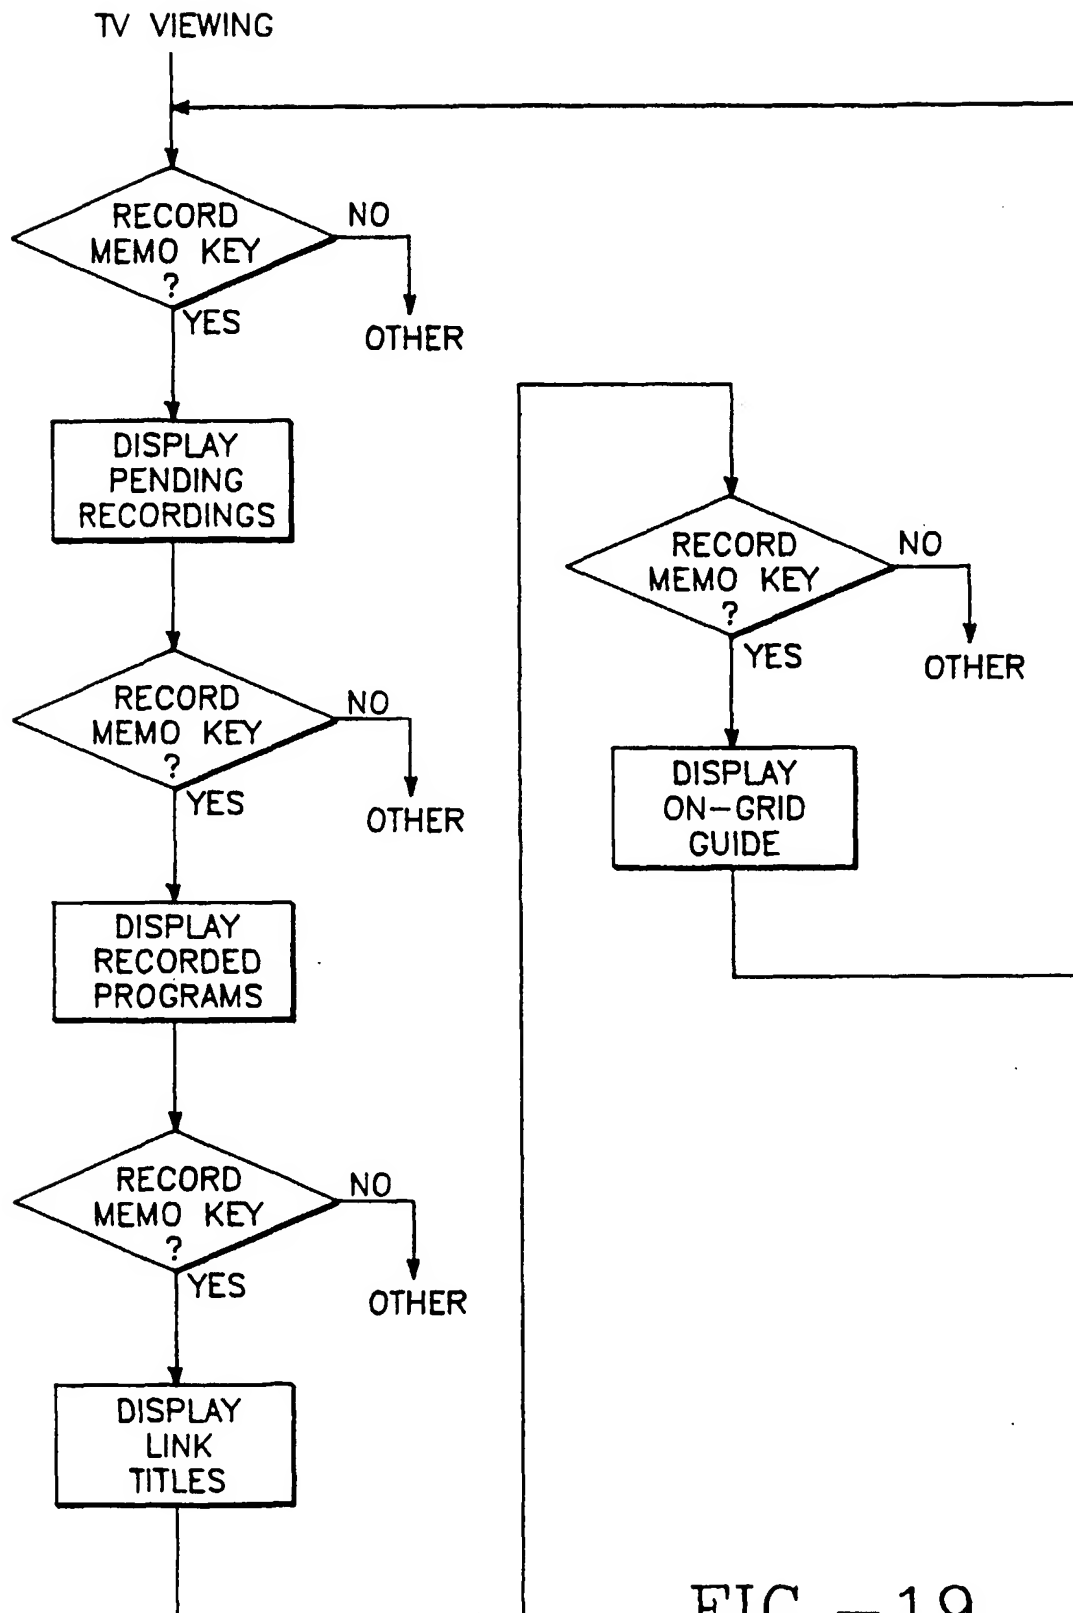 TV VIEWING
RECORD
MEMO KEY
?
NO
YES
OTHER
DISPLAY
PENDING
RECORDINGS
RECORD
MEMO KEY
?
NO
YES
OTHER
DISPLAY
RECORDED
PROGRAMS
RECORD
MEMO KEY
?
NO
YES
OTHER
DISPLAY
LINK
TITLES
RECORD
MEMO KEY
?
NO
YES
OTHER
DISPLAY
ON-GRID
GUIDE
FIG.-19